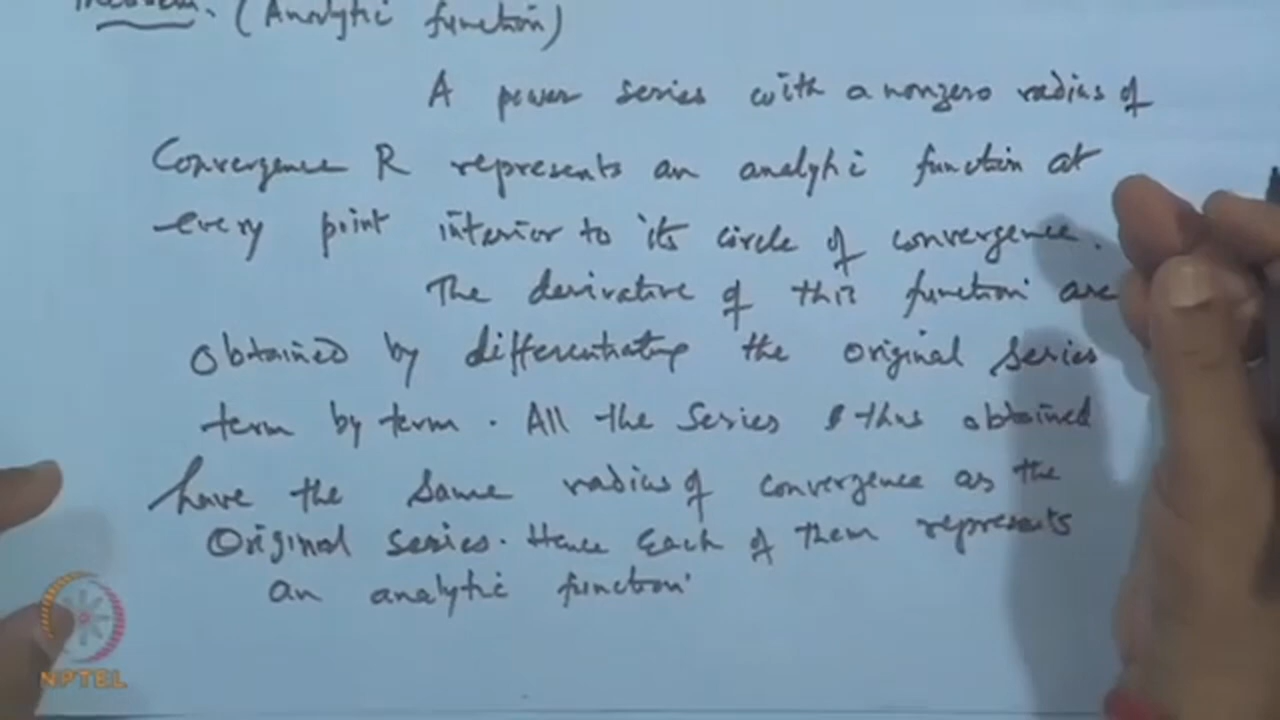 Theorem. (Analytic function)
A power series with a nonzero radius of
Convergence R represents an analytic function at
every point interior to its circle of convergence.
The derivative of this function are
obtained by differentiating the original series
term by term. All the series thus obtained
have the same radius of convergence as the
Original series. Hence Each of them represents
an analytic function
NPTEL